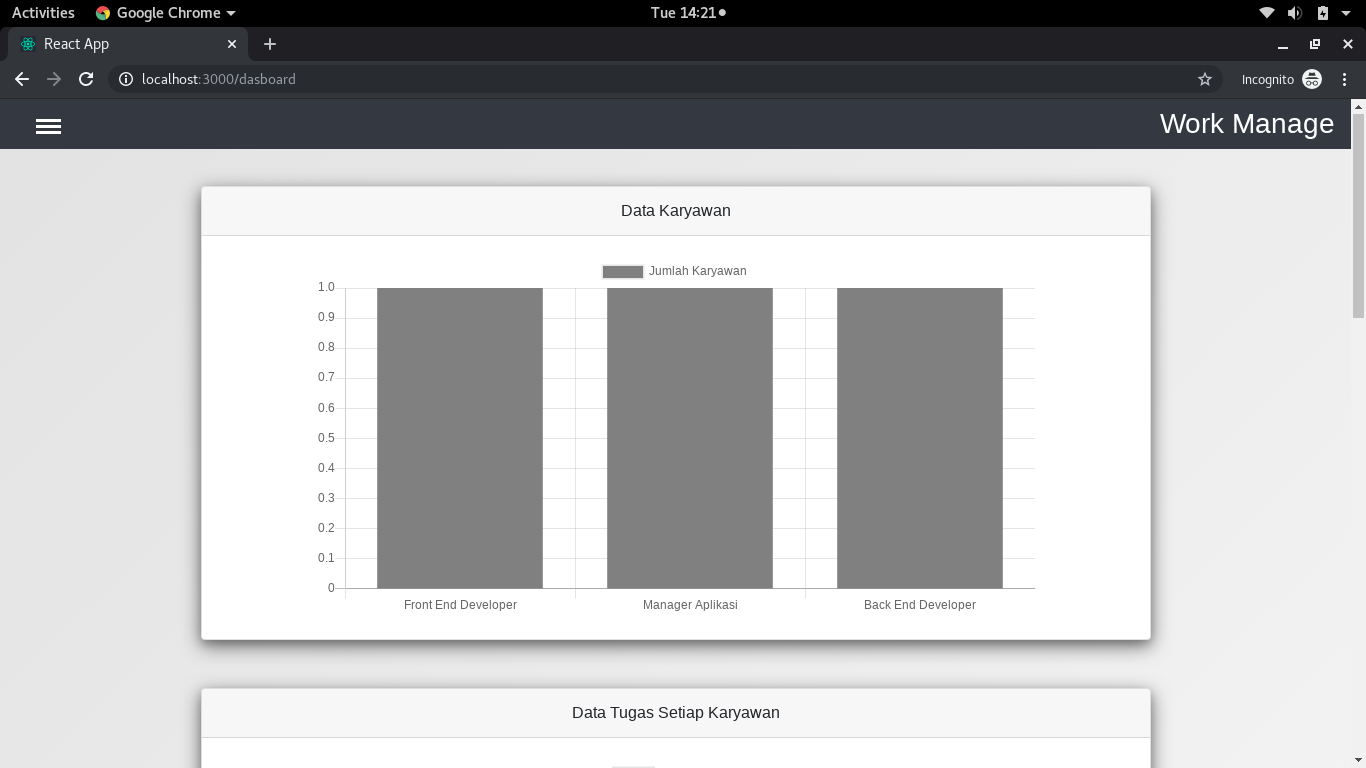 Activities Google Chrome Tue 14:21
React App
localhost:3000/dasboard Incognito
Work Manage
Data Karyawan
Jumlah Karyawan
1.0
0.9
0.8
0.7
0.6
0.5
0.4
0.3
0.2
0.1
0
Front End Developer Manager Aplikasi Back End Developer
Data Tugas Setiap Karyawan